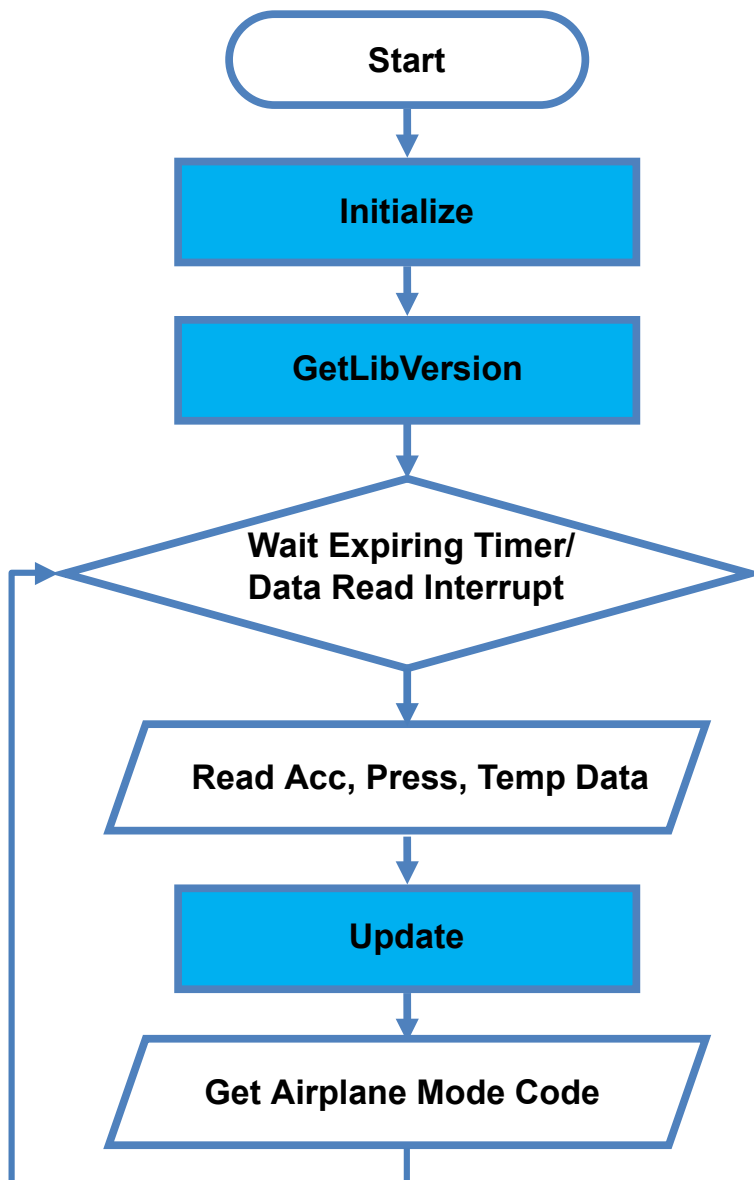 Start
Initialize
GetLibVersion
Wait Expiring Timer/
Data Read Interrupt
Read Acc, Press, Temp Data
Update
Get Airplane Mode Code